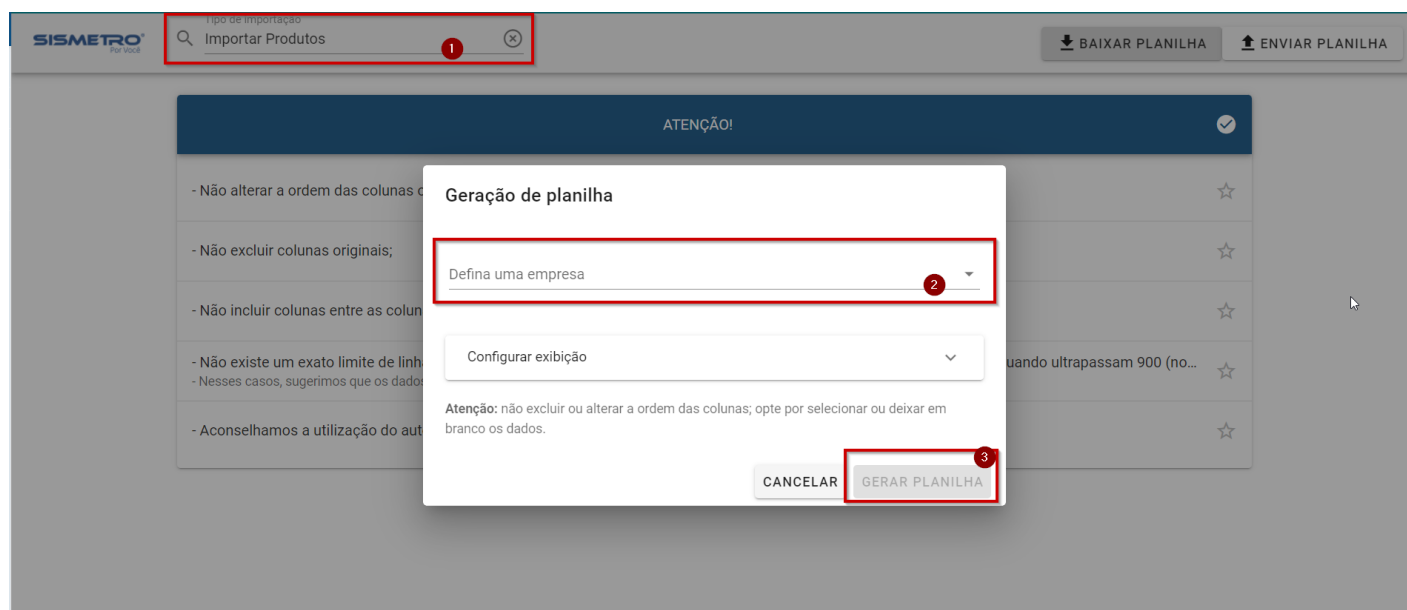 Tipo de importação
SISMETRO
Por Você
Importar Produtos
1
BAIXAR PLANILHA
ENVIAR PLANILHA
ATENÇÃO!
- Não alterar a ordem das colunas
Geração de planilha
- Não excluir colunas originais;
Defina uma empresa
2
- Não incluir colunas entre as colun
Configurar exibição
- Não existe um exato limite de linh
uando ultrapassam 900 (no...
- Nesses casos, sugerimos que os dados
Atenção: não excluir ou alterar a ordem das colunas; opte por selecionar ou deixar em
branco os dados.
- Aconselhamos a utilização do aut
3
CANCELAR
GERAR PLANILHA